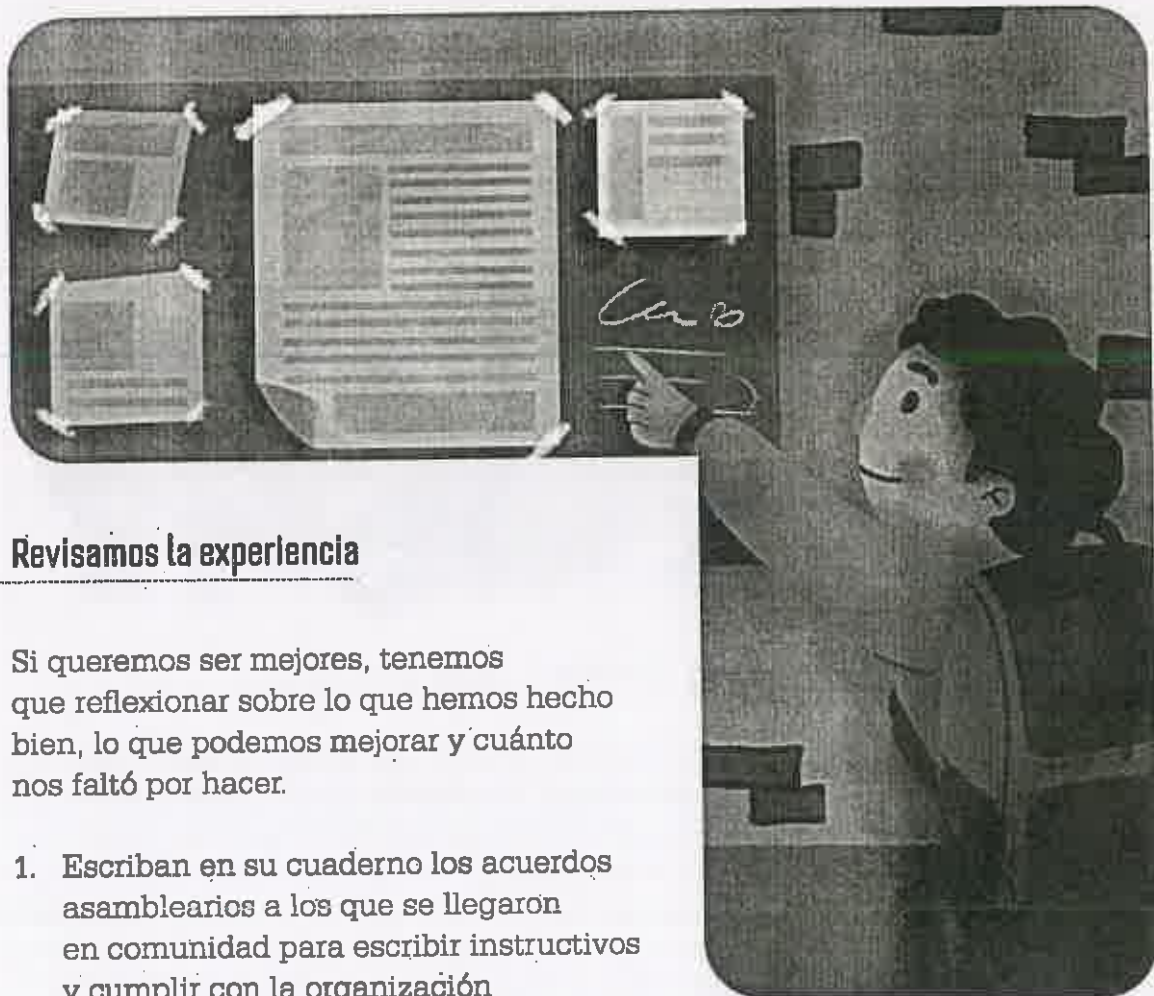 Revisamos la experiencia
Si queremos ser mejores, tenemos
que reflexionar sobre lo que hemos hecho
bien, lo que podemos mejorar y cuánto
nos faltó por hacer.
1. Escriban en su cuaderno los acuerdos
asamblearios a los que se llegaron
en comunidad para escribir instructivos
y cumplir con la organización